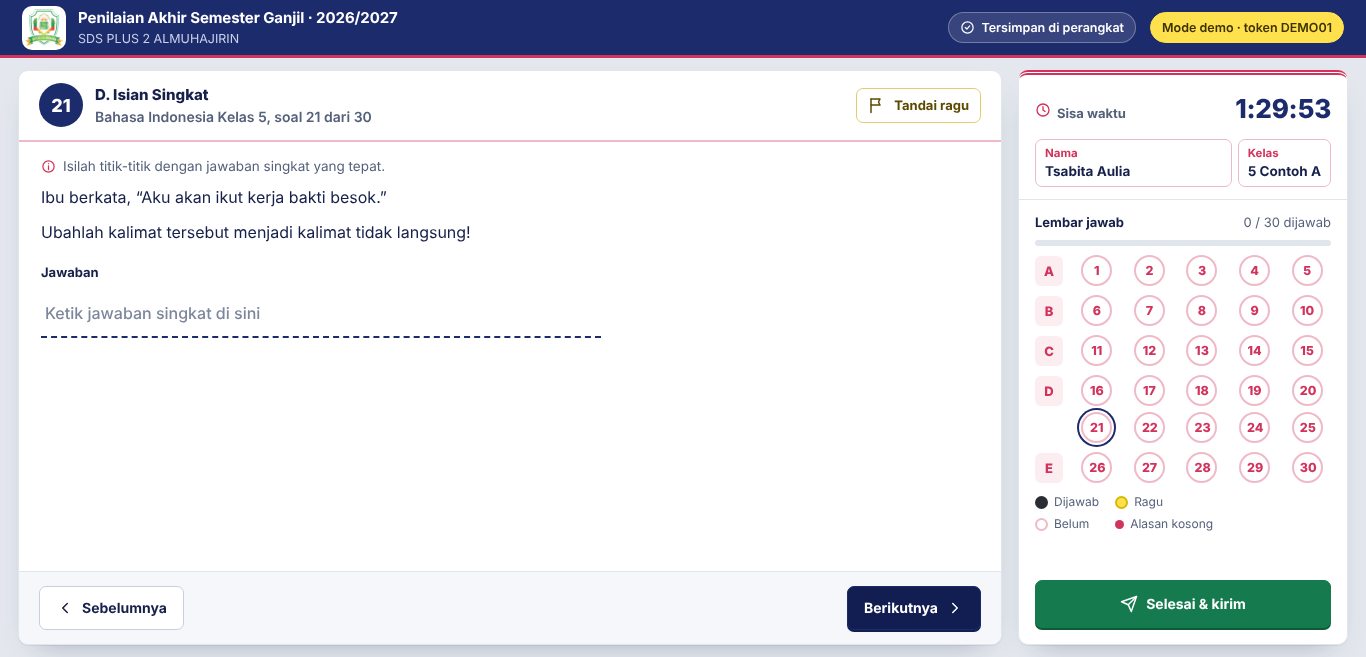 Penilaian Akhir Semester Ganjil · 2026/2027
SDS PLUS 2 ALMUHAJIRIN
Tersimpan di perangkat
Mode demo · token DEMO01
21
D. Isian Singkat
Bahasa Indonesia Kelas 5, soal 21 dari 30
Tandai ragu
Isilah titik-titik dengan jawaban singkat yang tepat.
Ibu berkata, “Aku akan ikut kerja bakti besok.”
Ubahlah kalimat tersebut menjadi kalimat tidak langsung!
Jawaban
Ketik jawaban singkat di sini
Sebelumnya
Berikutnya
Sisa waktu
1:29:53
Nama
Tsabita Aulia
Kelas
5 Contoh A
Lembar jawab
0 / 30 dijawab
A 1 2 3 4 5
B 6 7 8 9 10
C 11 12 13 14 15
D 16 17 18 19 20
21 22 23 24 25
E 26 27 28 29 30
Dijawab Ragu
Belum Alasan kosong
Selesai & kirim